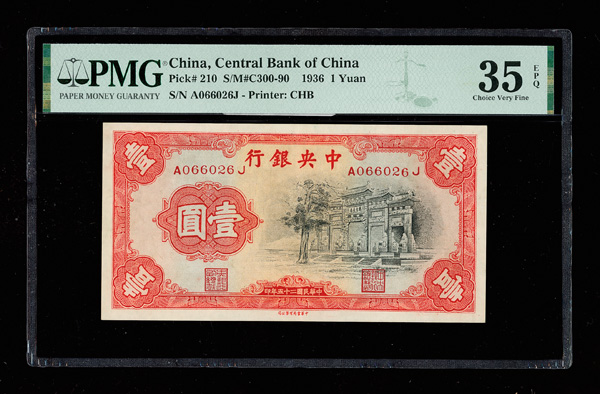 PMG
PAPER MONEY GUARANTY
China, Central Bank of China
Pick# 210 S/M#C300-90 1936 1 Yuan
S/N A066026J - Printer: CHB
35 EPQ
Choice Very Fine
壹
壹
行銀央中
A066026J
A066026J
圓壹
壹
壹
印年五十二國民華中